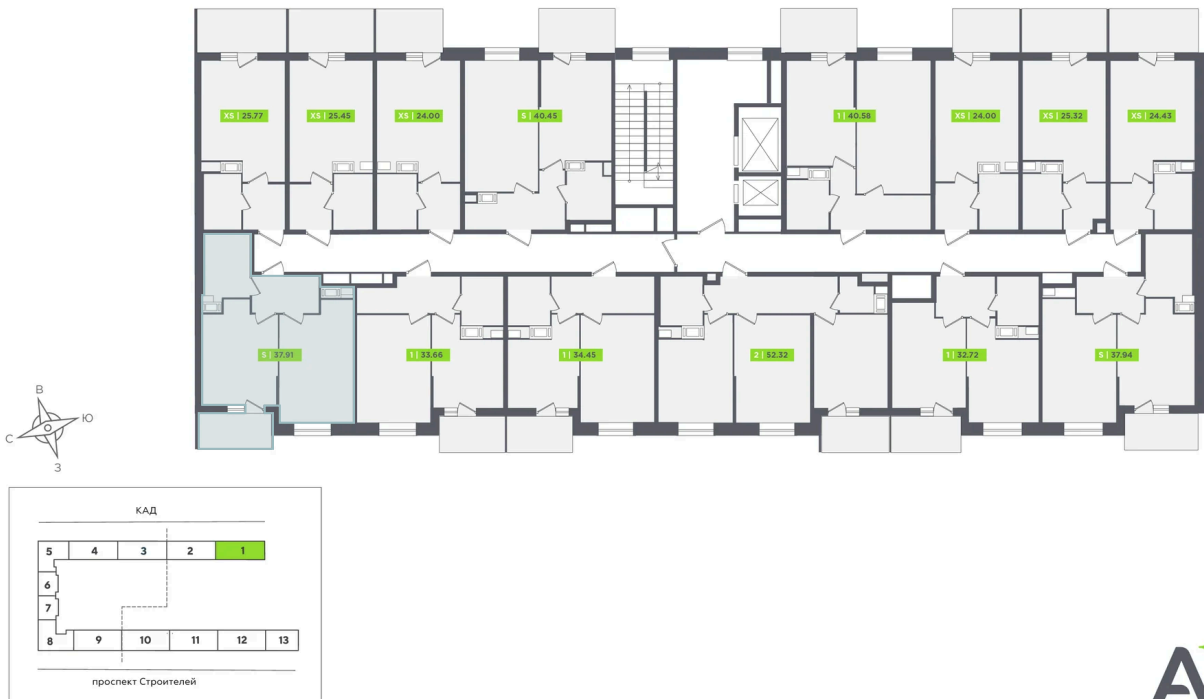 XS | 25.77
XS | 25.45
XS | 24.00
S | 40.45
1 | 40.58
XS | 24.00
XS | 25.32
XS | 24.43
S | 37.91
1 | 33.66
1 | 34.45
2 | 52.32
1 | 32.72
S | 37.94
В
Ю
С
З
КАД
5 4 3 2 1
6
7
8 9 10 11 12 13
проспект Строителей